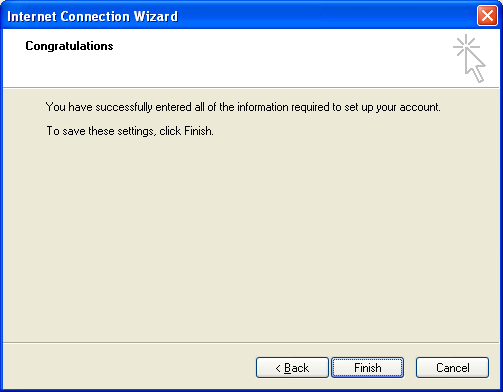 Internet Connection Wizard
Congratulations
You have successfully entered all of the information required to set up your account.
To save these settings, click Finish.
< Back Finish Cancel